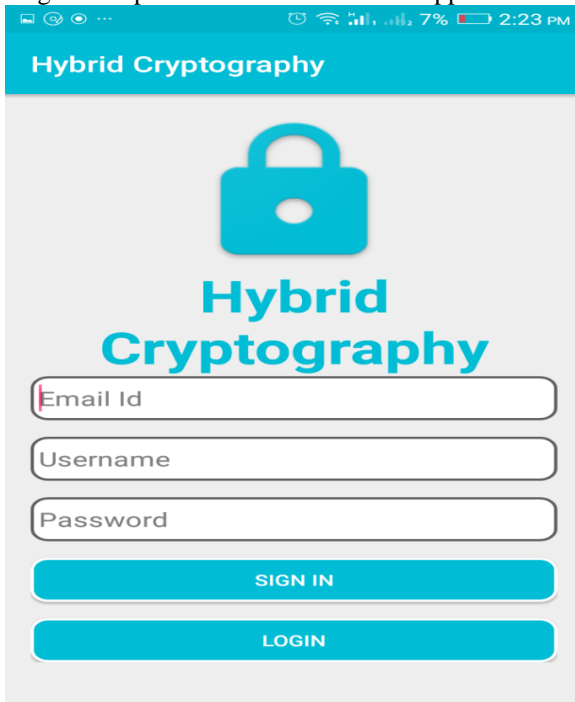 7% 2:23 PM
Hybrid Cryptography
Hybrid
Cryptography
Email Id
Username
Password
SIGN IN
LOGIN